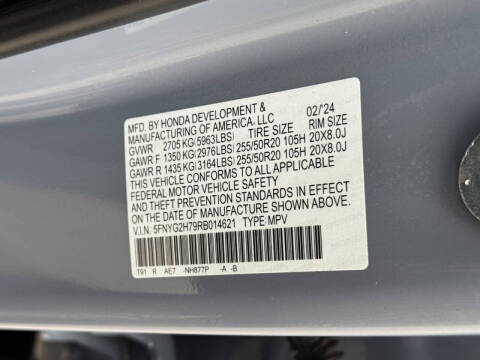 MFD. BY HONDA DEVELOPMENT & 02/'24
MANUFACTURING OF AMERICA, LLC
GVWR 2705 KG(5963LBS) TIRE SIZE RIM SIZE
GAWR F 1350 KG(2976LBS) 255/50R20 105H 20X8.0J
GAWR R 1435 KG(3164LBS) 255/50R20 105H 20X8.0J
THIS VEHICLE CONFORMS TO ALL APPLICABLE
FEDERAL MOTOR VEHICLE SAFETY
AND THEFT PREVENTION STANDARDS IN EFFECT
ON THE DATE OF MANUFACTURE SHOWN ABOVE.
V.I.N. 5FNYG2H79RB014621 TYPE:MPV
T91 R AE7 -NH877P -A -B